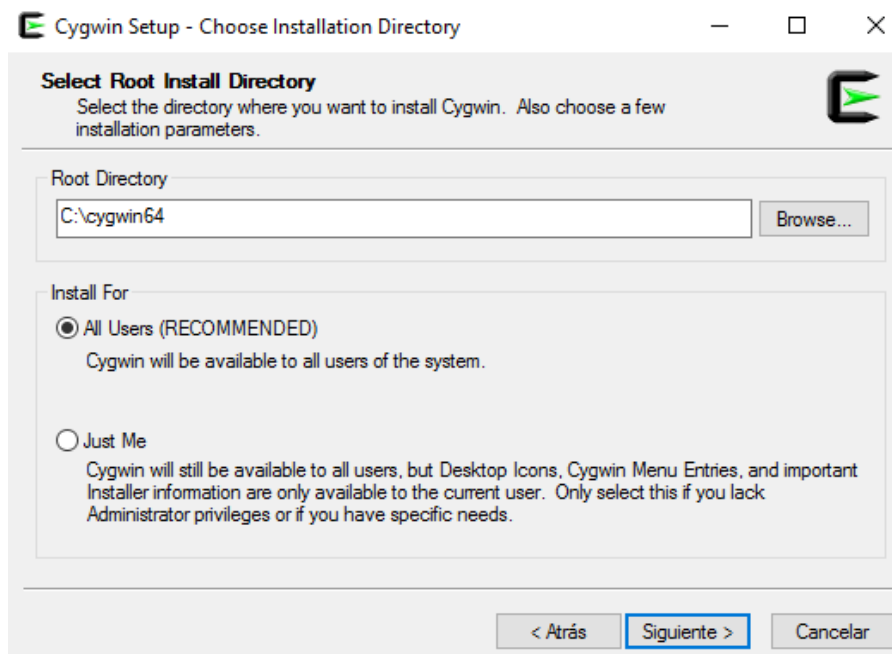 Cygwin Setup - Choose Installation Directory
Select Root Install Directory
Select the directory where you want to install Cygwin. Also choose a few
installation parameters.
Root Directory
C:\cygwin64
Browse...
Install For
All Users (RECOMMENDED)
Cygwin will be available to all users of the system.
Just Me
Cygwin will still be available to all users, but Desktop Icons, Cygwin Menu Entries, and important
Installer information are only available to the current user. Only select this if you lack
Administrator privileges or if you have specific needs.
< Atrás
Siguiente >
Cancelar